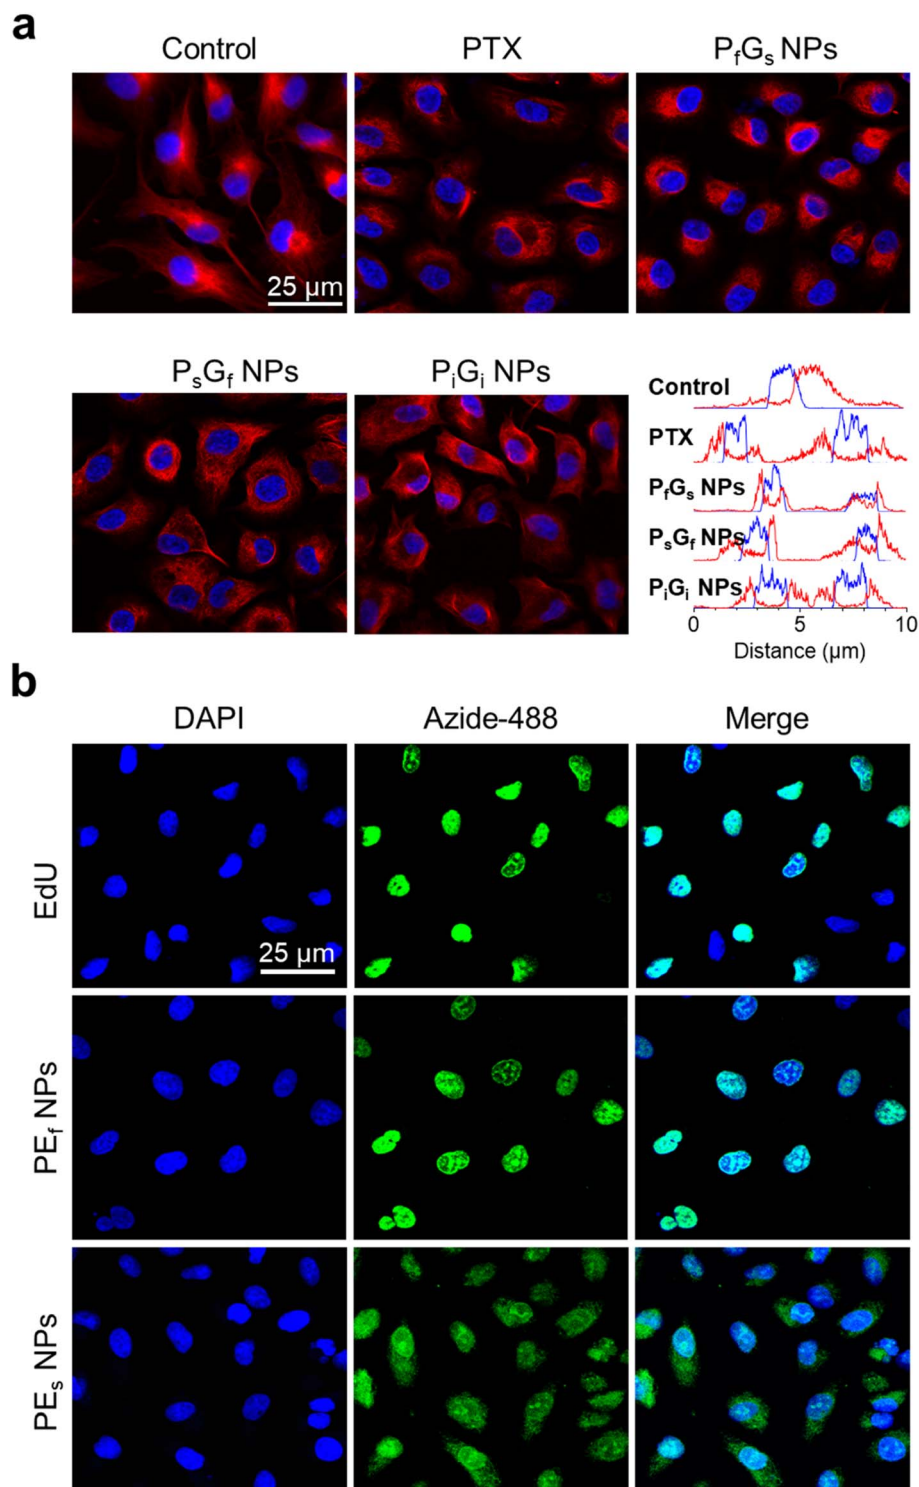 a
Control PTX PfGs NPs
25 μm
PsGf NPs PiGi NPs
Control
PTX
PfGs NPs
PsGf NPs
PiGi NPs
0 5 10
Distance (μm)
b
DAPI Azide-488 Merge
EdU
25 μm
PEf NPs
PEs NPs